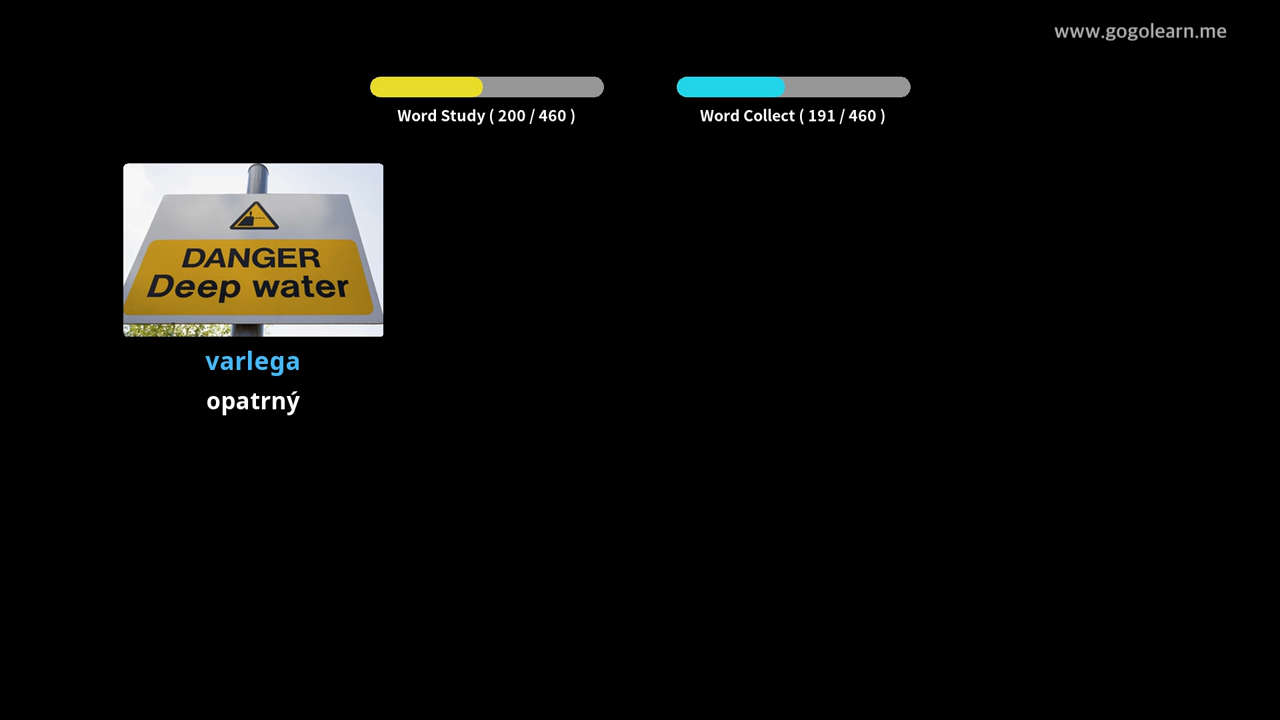 www.gogolearn.me
Word Study ( 200 / 460 )
Word Collect ( 191 / 460 )
DANGER
Deep water
varlega
opatrný